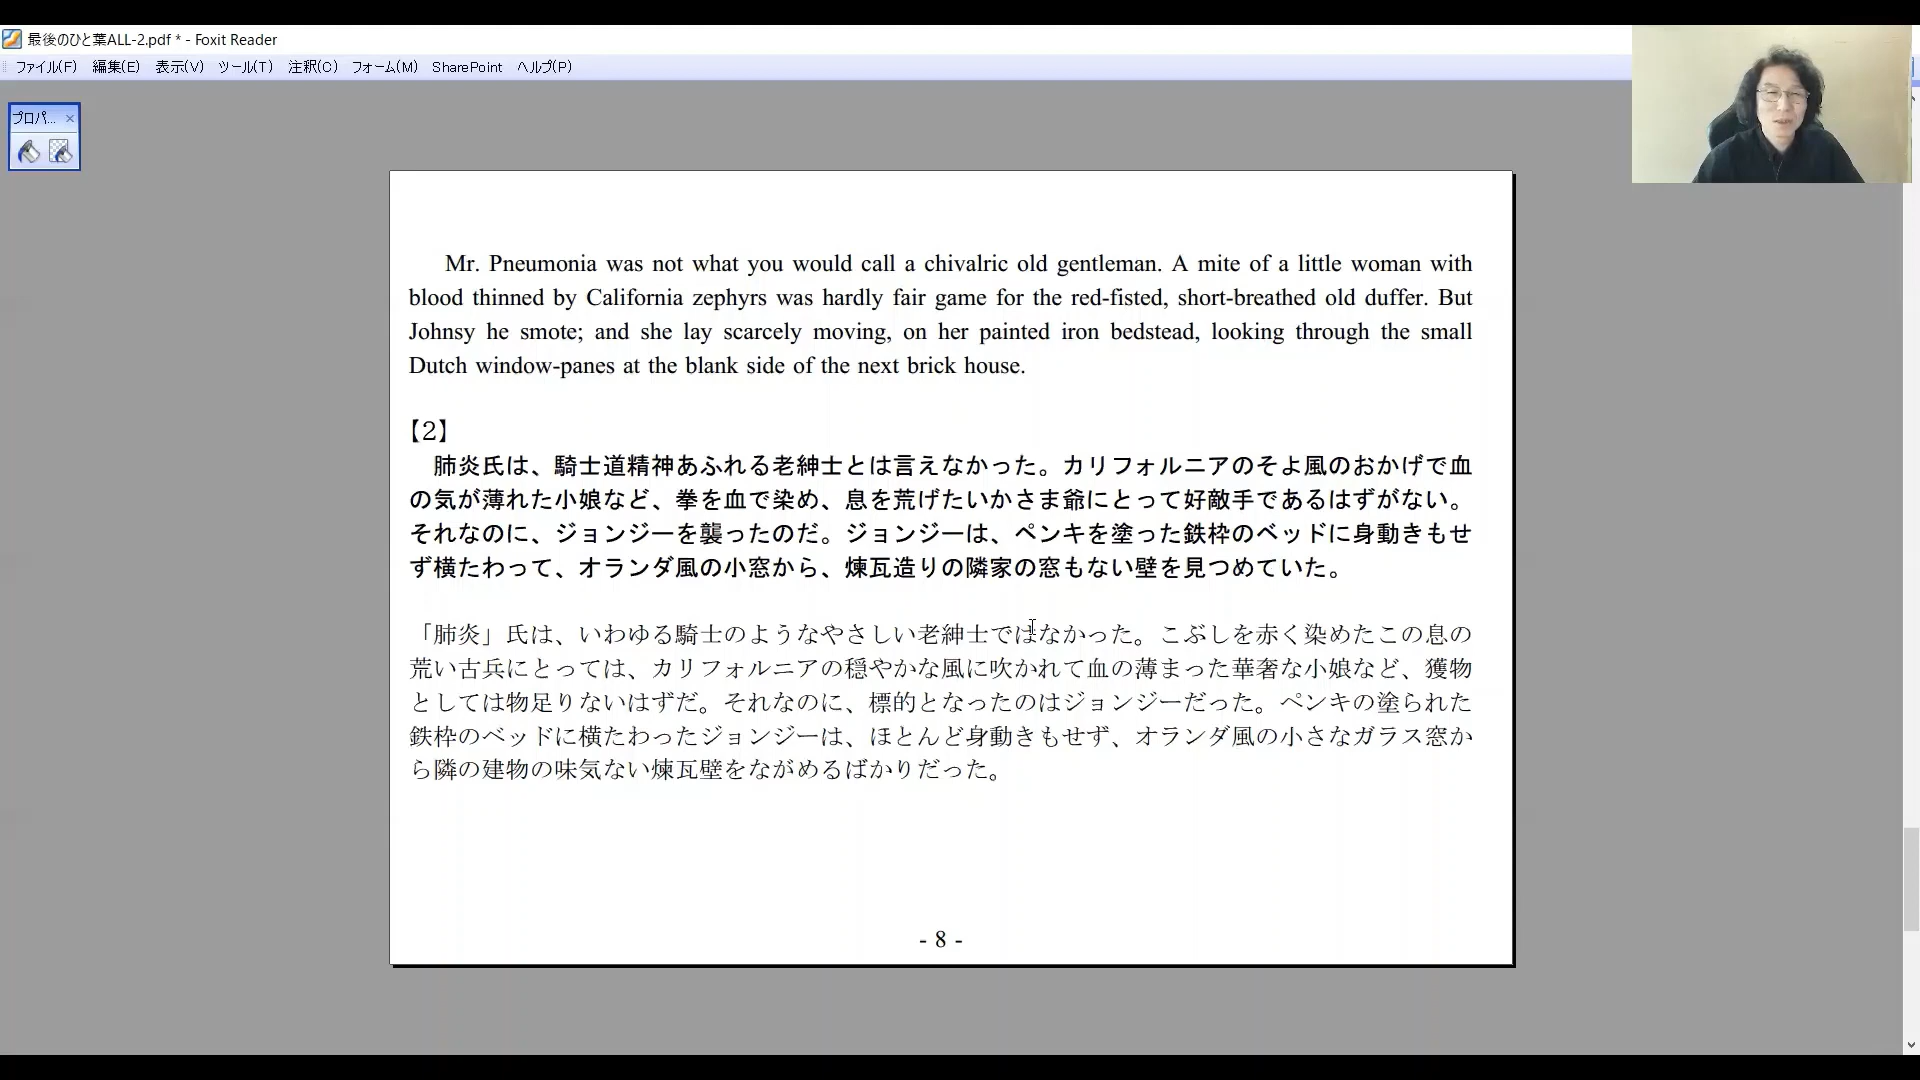 最後のひと葉ALL-2.pdf * - Foxit Reader
ファイル(F) 編集(E) 表示(V) ツール(T) 注釈(C) フォーム(M) SharePoint ヘルプ(P)
プロパ... ×
Mr. Pneumonia was not what you would call a chivalric old gentleman. A mite of a little woman with
blood thinned by California zephyrs was hardly fair game for the red-fisted, short-breathed old duffer. But
Johnsy he smote; and she lay scarcely moving, on her painted iron bedstead, looking through the small
Dutch window-panes at the blank side of the next brick house.
【2】
肺炎氏は、騎士道精神あふれる老紳士とは言えなかった。カリフォルニアのそよ風のおかげで血
の気が薄れた小娘など、拳を血で染め、息を荒げたいかさま爺にとって好敵手であるはずがない。
それなのに、ジョンジーを襲ったのだ。ジョンジーは、ペンキを塗った鉄枠のベッドに身動きもせ
ず横たわって、オランダ風の小窓から、煉瓦造りの隣家の窓もない壁を見つめていた。
「肺炎」氏は、いわゆる騎士のようなやさしい老紳士ではなかった。こぶしを赤く染めたこの息の
荒い古兵にとっては、カリフォルニアの穏やかな風に吹かれて血の薄まった華奢な小娘など、獲物
としては物足りないはずだ。それなのに、標的となったのはジョンジーだった。ペンキの塗られた
鉄枠のベッドに横たわったジョンジーは、ほとんど身動きもせず、オランダ風の小さなガラス窓か
ら隣の建物の味気ない煉瓦壁をながめるばかりだった。
- 8 -